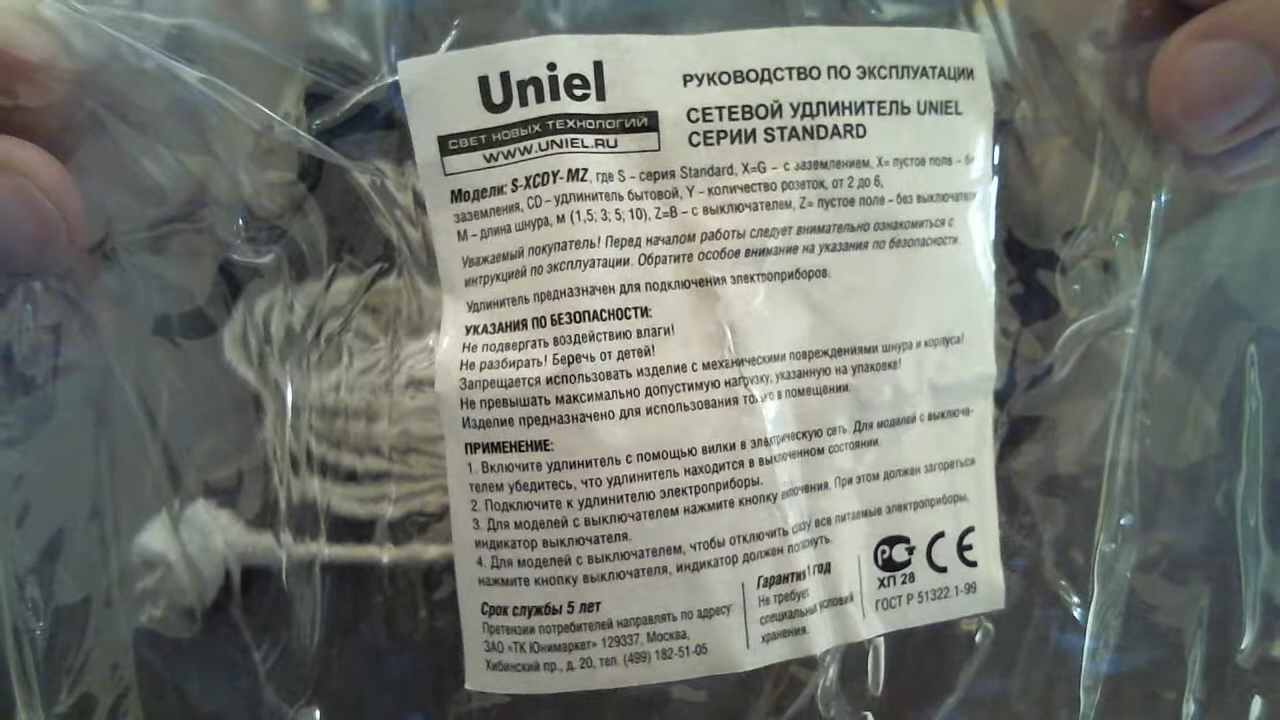 Uniel
СВЕТ НОВЫХ ТЕХНОЛОГИЙ
WWW.UNIEL.RU
РУКОВОДСТВО ПО ЭКСПЛУАТАЦИИ
СЕТЕВОЙ УДЛИНИТЕЛЬ UNIEL
СЕРИИ STANDARD
Модели: S-XCDY-MZ, где S – серия Standard, X=G – с заземлением, X= пустое поле –
заземления, CD – удлинитель бытовой, Y – количество розеток, от 2 до 6,
M – длина шнура, м (1,5; 3; 5; 10), Z=B – с выключателем, Z= пустое поле – без
Уважаемый покупатель! Перед началом работы следует внимательно ознакомиться с
интрукцией по эксплуатации. Обратите особое внимание на указания по безопасности
Удлинитель предназначен для подключения электроприборов.
УКАЗАНИЯ ПО БЕЗОПАСНОСТИ:
Не подвергать воздействию влаги!
Не разбирать! Беречь от детей!
Запрещается использовать изделие с механическими повреждениями шнура и корпуса!
Не превышать максимально допустимую нагрузку, указанную на упаковке!
Изделие предназначено для использования только в помещении.
ПРИМЕНЕНИЕ:
1. Включите удлинитель с помощью вилки в электрическую сеть. Для моделей с выключа-
телем убедитесь, что удлинитель находится в выключенном состоянии.
2. Подключите к удлинителю электроприборы.
3. Для моделей с выключателем нажмите кнопку включения. При этом должен загореться
индикатор выключателя.
4. Для моделей с выключателем, чтобы отключить сразу все питаемые электроприборы,
нажмите кнопку выключателя, индикатор должен погаснуть.
Срок службы 5 лет
Претензии потребителей направлять по адресу:
ЗАО «ТК Юнимаркет» 129337, Москва,
Хибинский пр., д. 20, тел. (499) 182-51-05
Гарантия 1 год
Не требует
специальных условий
хранения.
РСТ CE
ХП 28
ГОСТ Р 51322.1-99